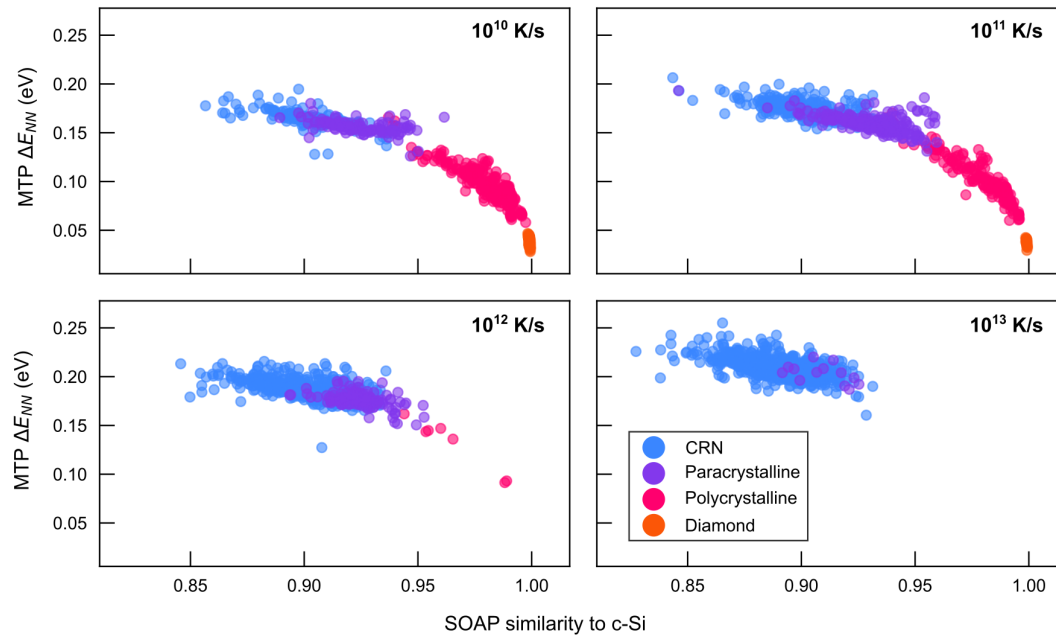 10¹⁰ K/s
10¹¹ K/s
0.25
0.20
0.15
0.10
0.05
MTP ΔE_NN (eV)
10¹² K/s
10¹³ K/s
0.25
0.20
0.15
0.10
0.05
MTP ΔE_NN (eV)
CRN
Paracrystalline
Polycrystalline
Diamond
0.85 0.90 0.95 1.00
0.85 0.90 0.95 1.00
SOAP similarity to c-Si